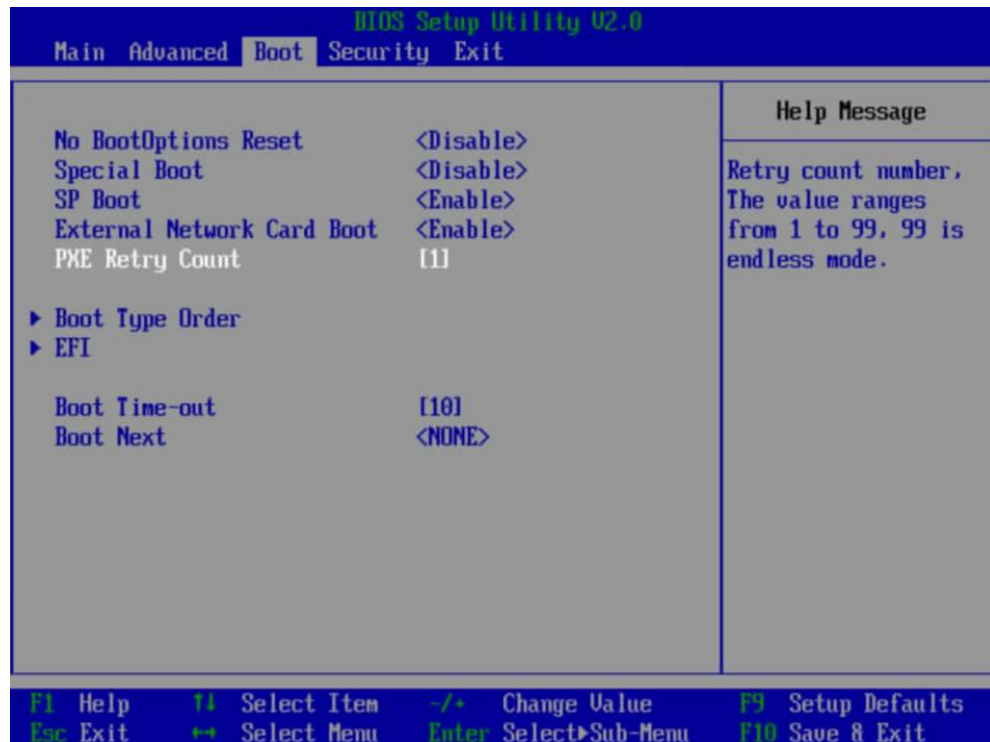 BIOS Setup Utility V2.0
Main Advanced Boot Security Exit
No BootOptions Reset <Disable>
Special Boot <Disable>
SP Boot <Enable>
External Network Card Boot <Enable>
PXE Retry Count [1]
▶ Boot Type Order
▶ EFI
Boot Time-out [10]
Boot Next <NONE>
Help Message
Retry count number,
The value ranges
from 1 to 99, 99 is
endless mode.
F1 Help ↑↓ Select Item -/+ Change Value F9 Setup Defaults
Esc Exit ←→ Select Menu Enter Select▶Sub-Menu F10 Save & Exit